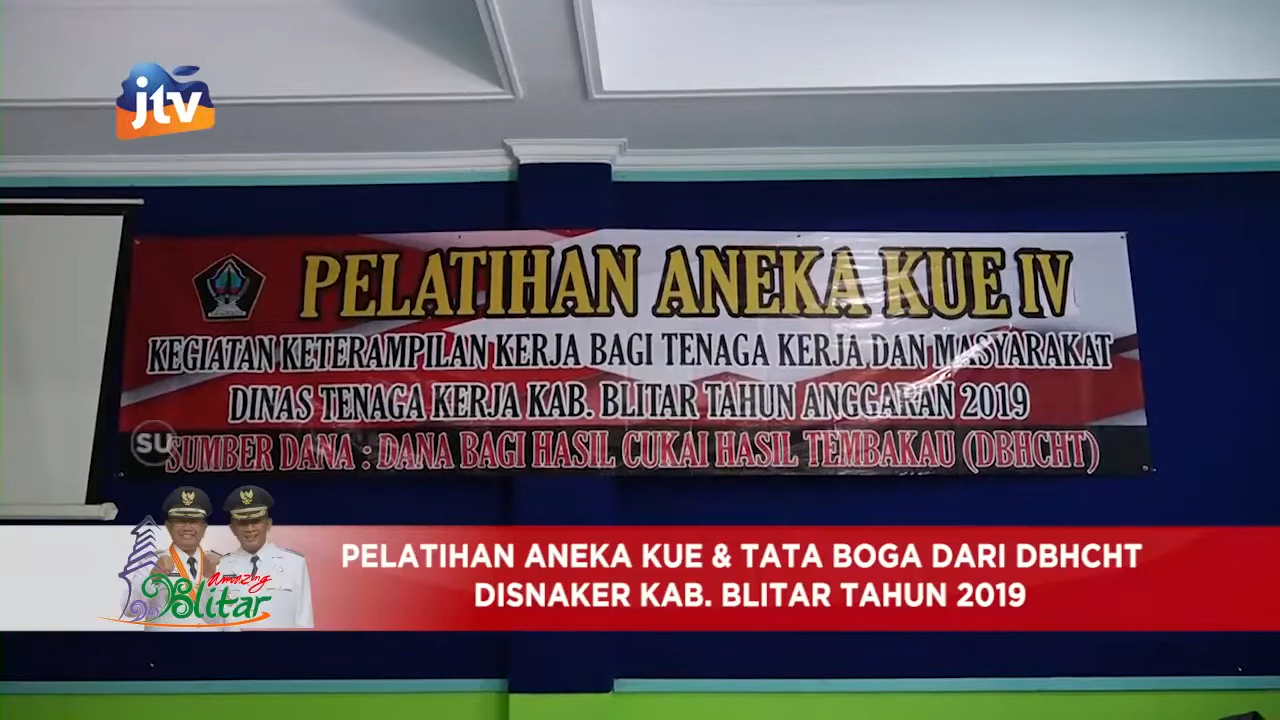 jtv
PELATIHAN ANEKA KUE IV
KEGIATAN KETERAMPILAN KERJA BAGI TENAGA KERJA DAN MASYARAKAT
DINAS TENAGA KERJA KAB. BLITAR TAHUN ANGGARAN 2019
SU
SUMBER DANA : DANA BAGI HASIL CUKAI HASIL TEMBAKAU (DBHCHT)
PELATIHAN ANEKA KUE & TATA BOGA DARI DBHCHT
DISNAKER KAB. BLITAR TAHUN 2019
amazing
Blitar